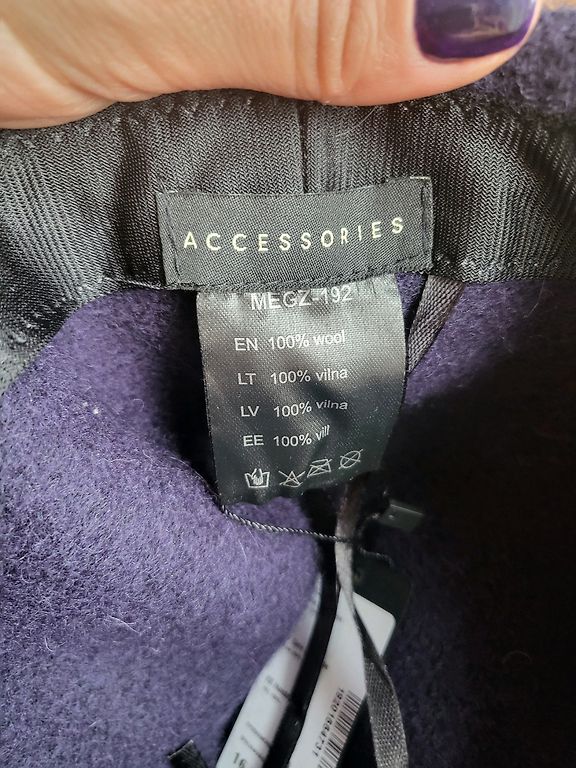 ACCESSORIES
MEGZ-192
EN 100% wool
LT 100% vilna
LV 100% vilna
EE 100% vill